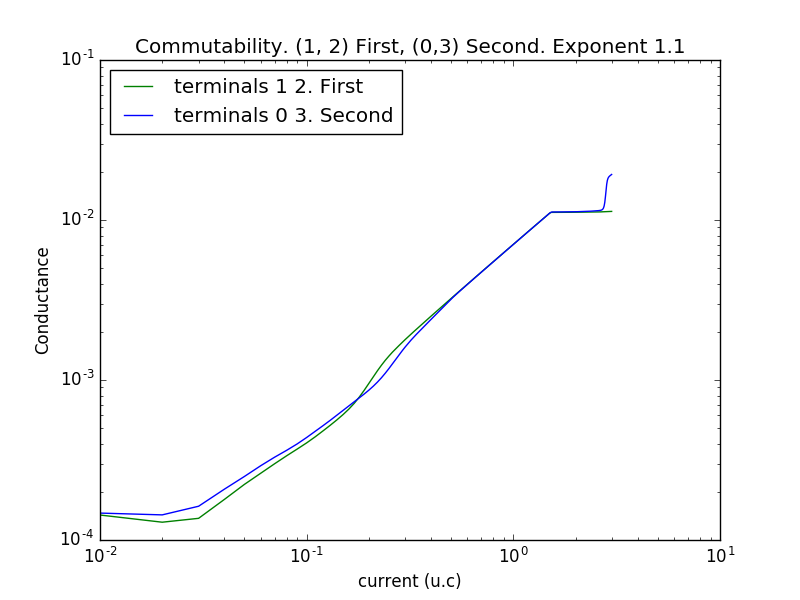 Commutability. (1, 2) First, (0,3) Second. Exponent 1.1
10^-1
terminals 1 2. First
terminals 0 3. Second
10^-2
Conductance
10^-3
10^-4
10^-2 10^-1 10^0 10^1
current (u.c)